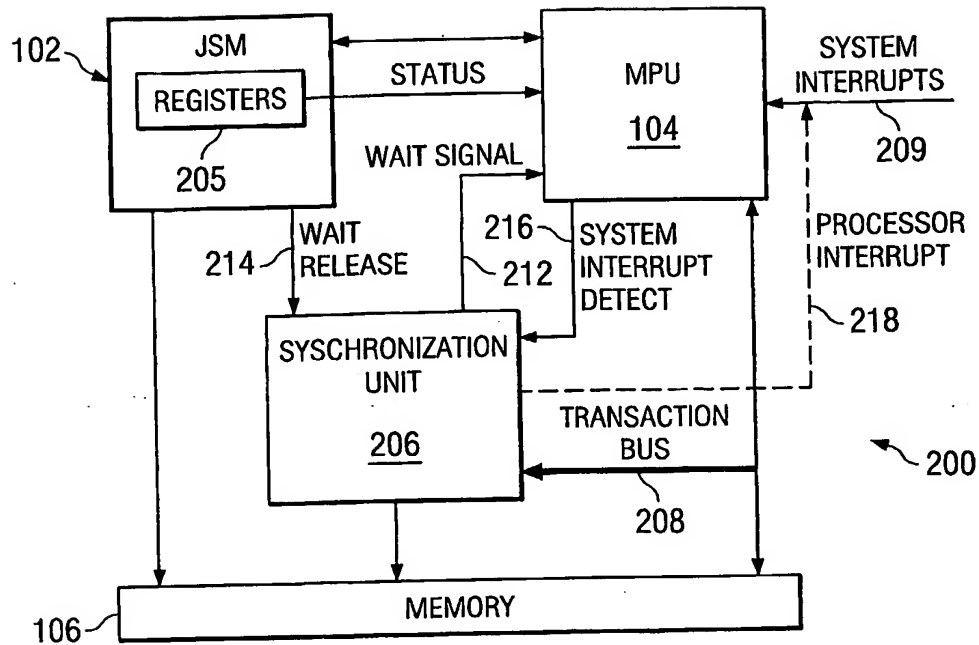 102
JSM
REGISTERS
205
STATUS
MPU
104
SYSTEM
INTERRUPTS
209
WAIT SIGNAL
214
WAIT
RELEASE
212
216
SYSTEM
INTERRUPT
DETECT
PROCESSOR
INTERRUPT
218
SYSCHRONIZATION
UNIT
206
TRANSACTION
BUS
208
200
106
MEMORY